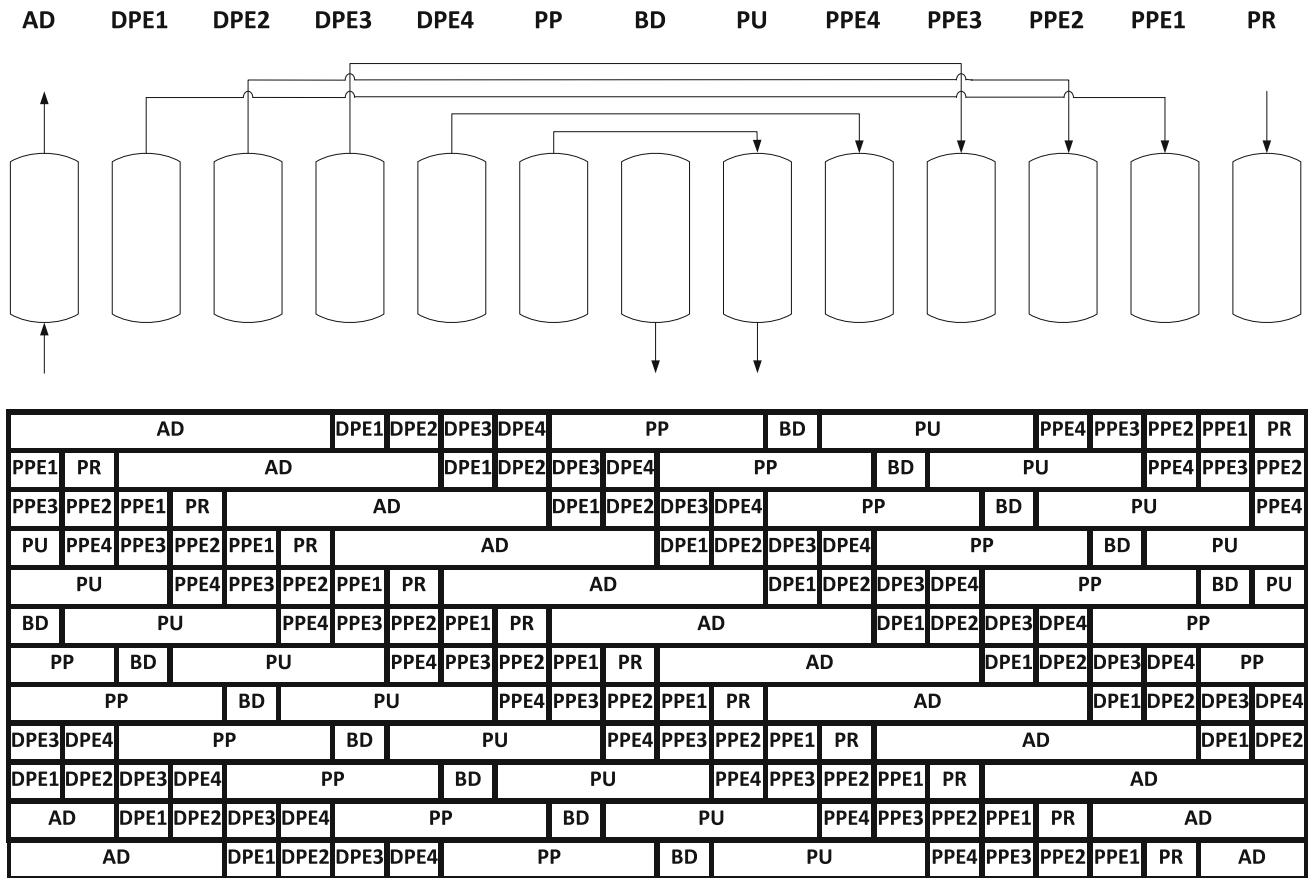 AD DPE1 DPE2 DPE3 DPE4 PP BD PU PPE4 PPE3 PPE2 PPE1 PR
AD DPE1 DPE2 DPE3 DPE4 PP BD PU PPE4 PPE3 PPE2 PPE1 PR
PPE1 PR AD DPE1 DPE2 DPE3 DPE4 PP BD PU PPE4 PPE3 PPE2
PPE3 PPE2 PPE1 PR AD DPE1 DPE2 DPE3 DPE4 PP BD PU PPE4
PU PPE4 PPE3 PPE2 PPE1 PR AD DPE1 DPE2 DPE3 DPE4 PP BD PU
PU PPE4 PPE3 PPE2 PPE1 PR AD DPE1 DPE2 DPE3 DPE4 PP BD PU
BD PU PPE4 PPE3 PPE2 PPE1 PR AD DPE1 DPE2 DPE3 DPE4 PP
PP BD PU PPE4 PPE3 PPE2 PPE1 PR AD DPE1 DPE2 DPE3 DPE4 PP
PP BD PU PPE4 PPE3 PPE2 PPE1 PR AD DPE1 DPE2 DPE3 DPE4
DPE3 DPE4 PP BD PU PPE4 PPE3 PPE2 PPE1 PR AD DPE1 DPE2
DPE1 DPE2 DPE3 DPE4 PP BD PU PPE4 PPE3 PPE2 PPE1 PR AD
AD DPE1 DPE2 DPE3 DPE4 PP BD PU PPE4 PPE3 PPE2 PPE1 PR AD
AD DPE1 DPE2 DPE3 DPE4 PP BD PU PPE4 PPE3 PPE2 PPE1 PR AD